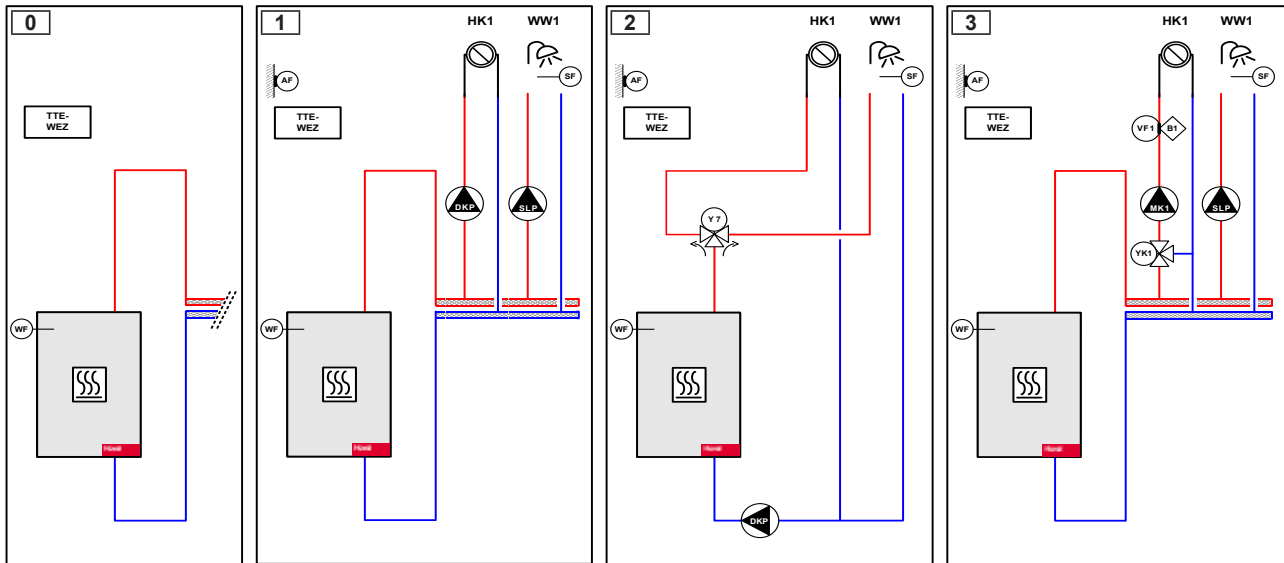 0
TTE-
WEZ
WF
1
HK1 WW1
AF
SF
TTE-
WEZ
DKP
SLP
WF
2
HK1 WW1
AF
SF
TTE-
WEZ
Y7
WF
DKP
3
HK1 WW1
AF
SF
TTE-
WEZ
VF1
B1
MK1
SLP
YK1
WF